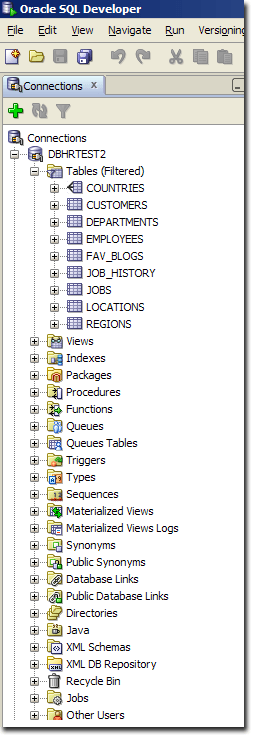 Oracle SQL Developer
File Edit View Navigate Run Versioning
Connections x
Connections
DBHRTEST2
Tables (Filtered)
COUNTRIES
CUSTOMERS
DEPARTMENTS
EMPLOYEES
FAV_BLOGS
JOB_HISTORY
JOBS
LOCATIONS
REGIONS
Views
Indexes
Packages
Procedures
Functions
Queues
Queues Tables
Triggers
Types
Sequences
Materialized Views
Materialized Views Logs
Synonyms
Public Synonyms
Database Links
Public Database Links
Directories
Java
XML Schemas
XML DB Repository
Recycle Bin
Jobs
Other Users